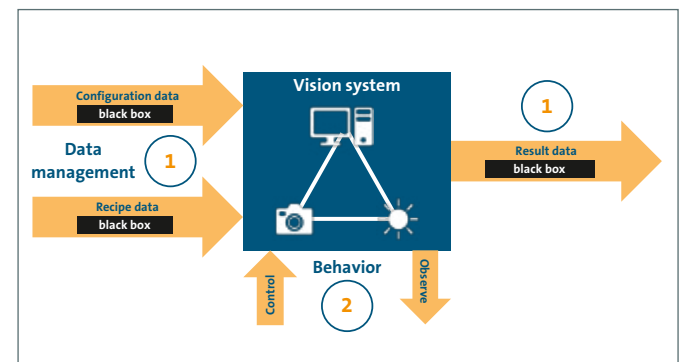 Vision system
Configuration data
black box
1
Data
management
1
Result data
black box
Recipe data
black box
Control
Behavior
2
Observe